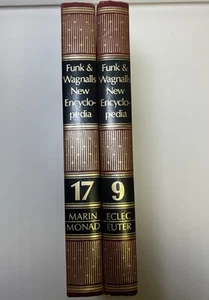 Funk &
Wagnalls
New
Encyclo-
pedia
17
MARIN
MONAD
Funk &
Wagnalls
New
Encyclo-
pedia
9
ECLEC
EUTER